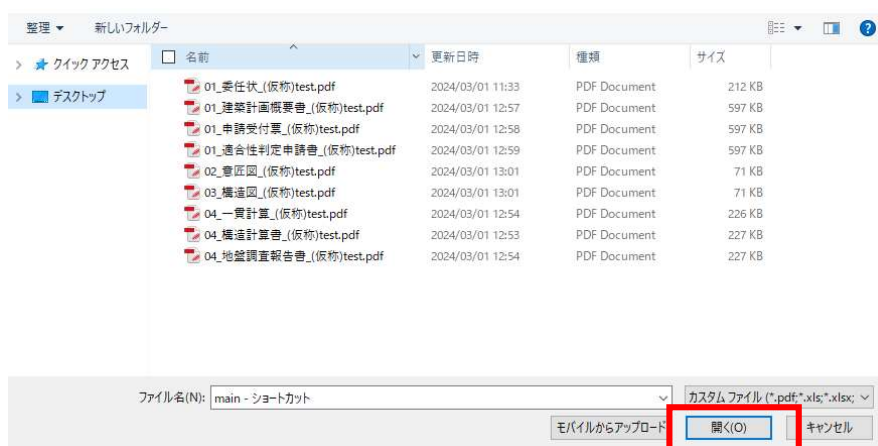 整理 ▼ 新しいフォルダー
クイック アクセス
デスクトップ
名前 更新日時 種類 サイズ
01_委任状_(仮称)test.pdf 2024/03/01 11:33 PDF Document 212 KB
01_建築計画概要書_(仮称)test.pdf 2024/03/01 12:57 PDF Document 597 KB
01_申請受付票_(仮称)test.pdf 2024/03/01 12:58 PDF Document 597 KB
01_適合性判定申請書_(仮称)test.pdf 2024/03/01 12:59 PDF Document 597 KB
02_意匠図_(仮称)test.pdf 2024/03/01 13:01 PDF Document 71 KB
03_構造図_(仮称)test.pdf 2024/03/01 13:01 PDF Document 71 KB
04_一貫計算_(仮称)test.pdf 2024/03/01 12:54 PDF Document 226 KB
04_構造計算書_(仮称)test.pdf 2024/03/01 12:53 PDF Document 227 KB
04_地盤調査報告書_(仮称)test.pdf 2024/03/01 12:54 PDF Document 227 KB
ファイル名(N): main - ショートカット カスタム ファイル (*.pdf;*.xls;*.xlsx;
モバイルからアップロード 開く(O) キャンセル